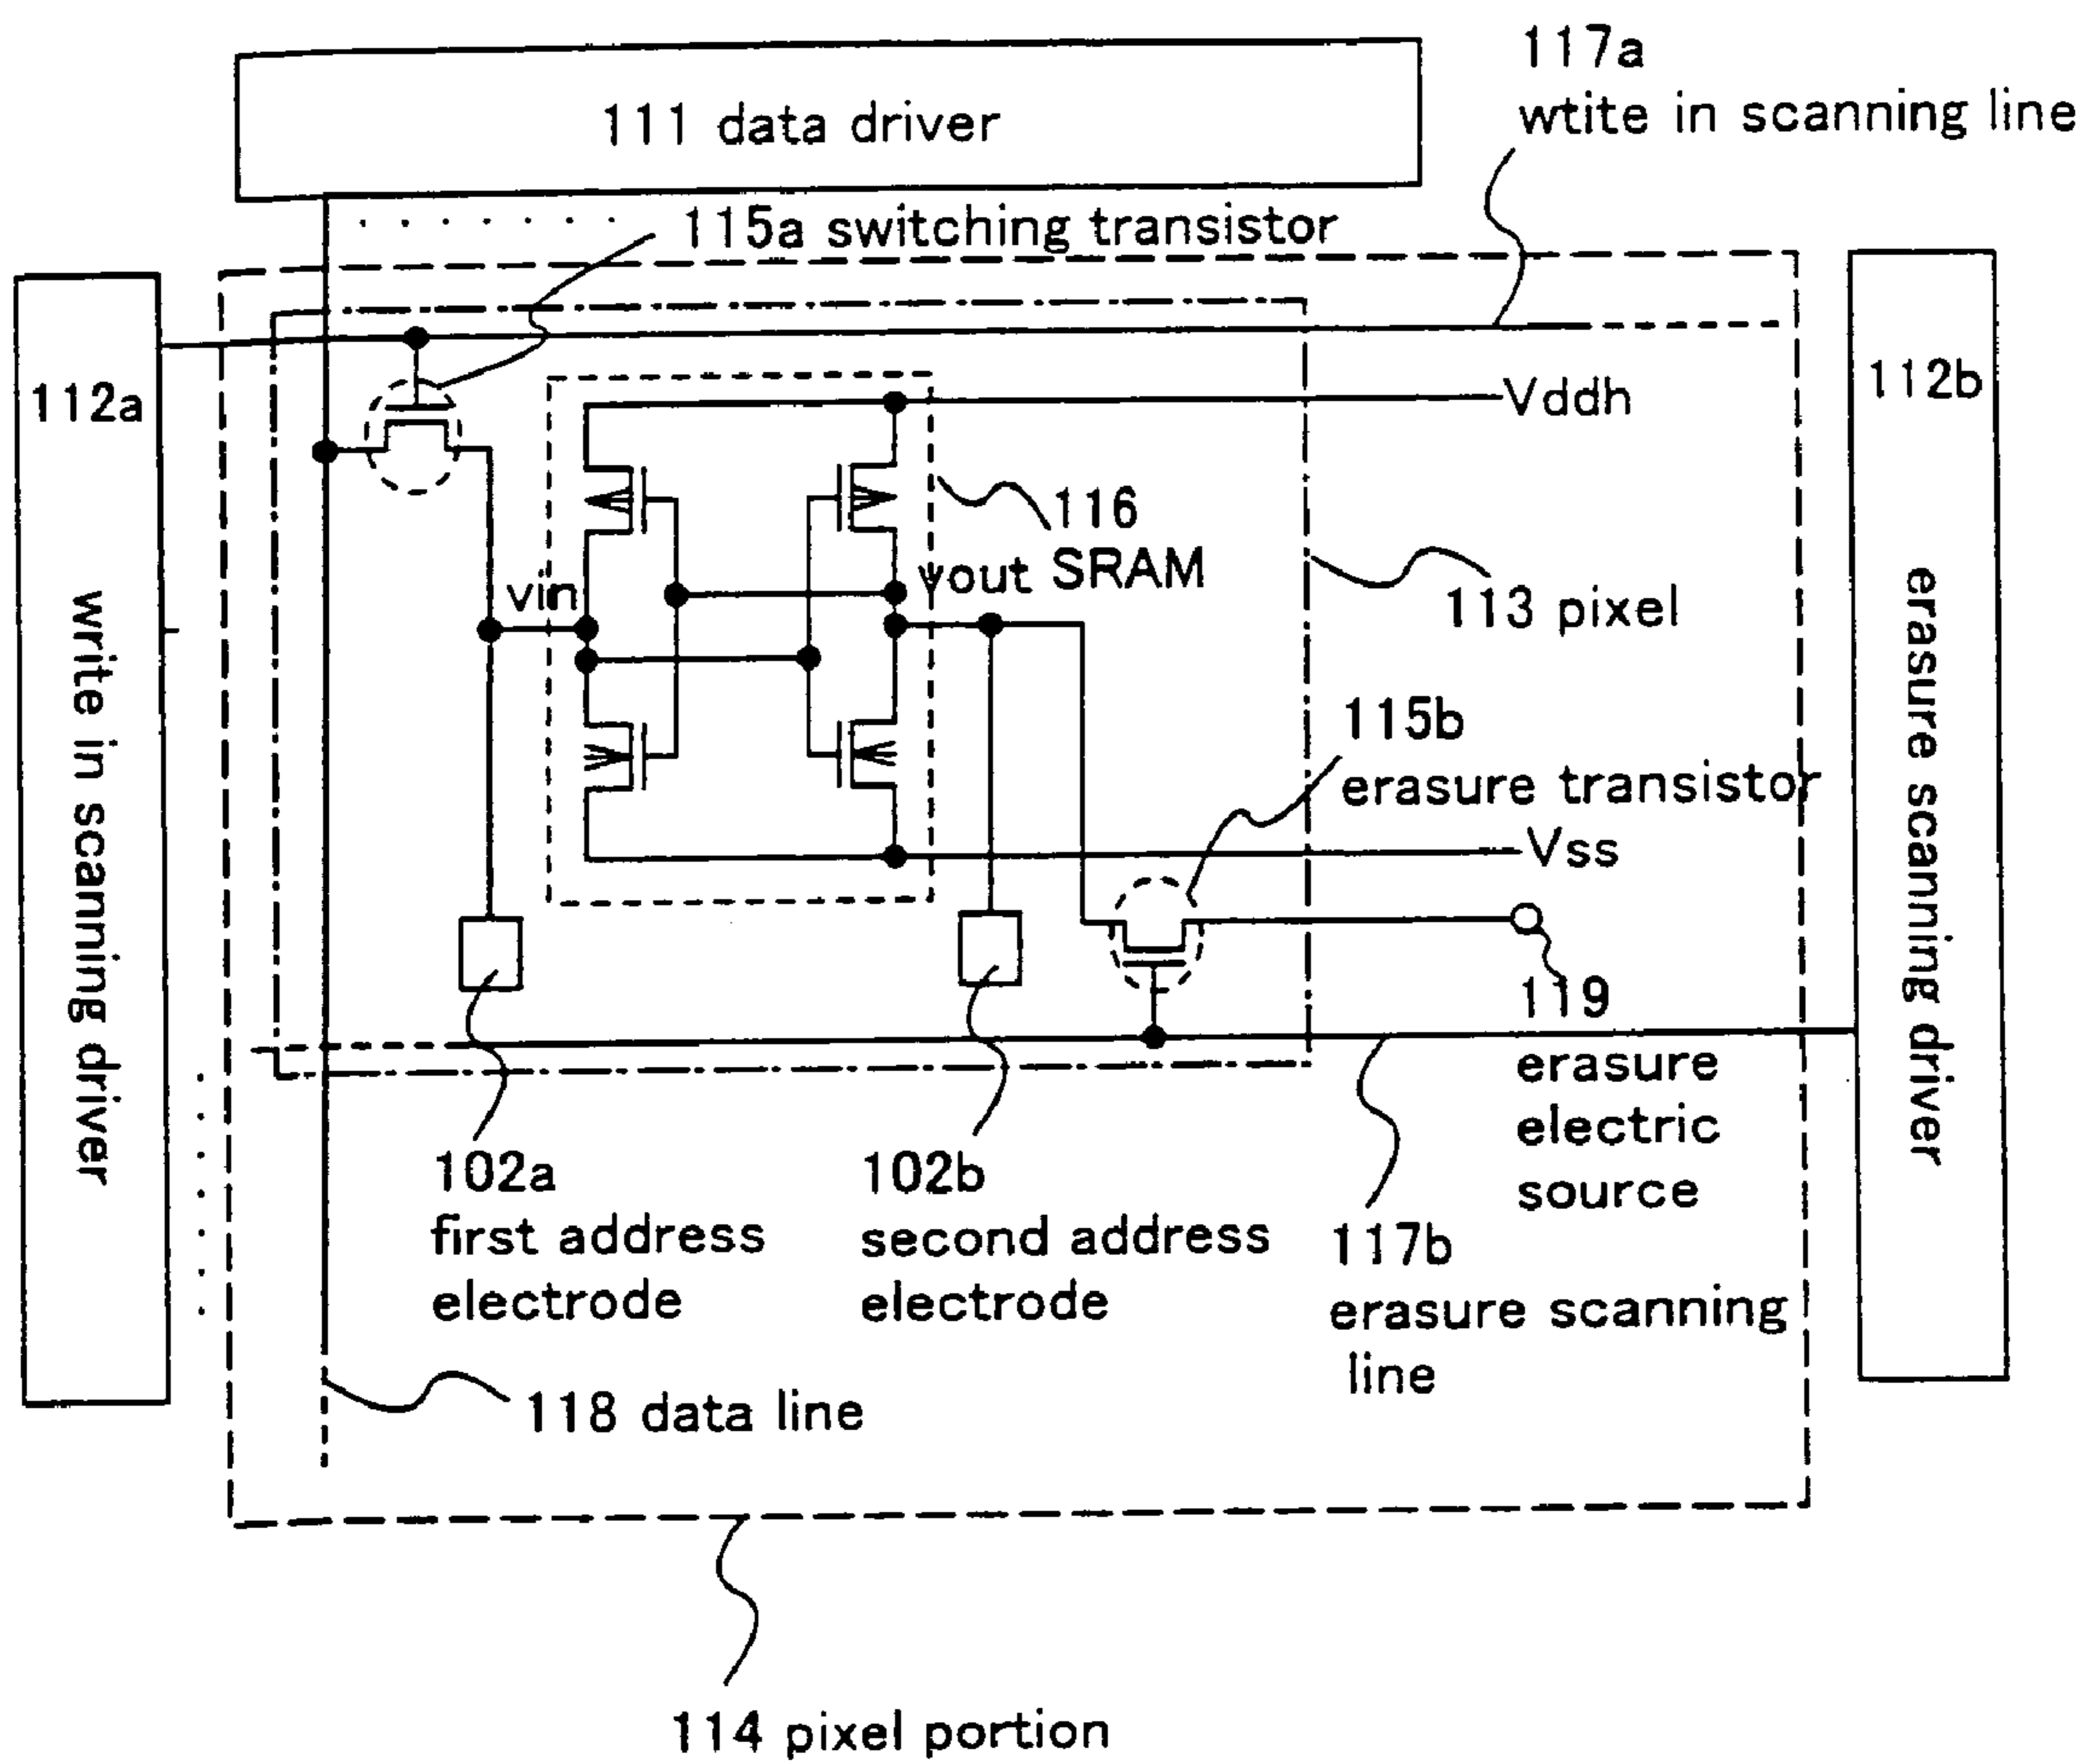 117a
wtite in scanning line
111 data driver
115a switching transistor
112a
write in scanning driver
Vddh
112b
erasure scanning driver
116
SRAM
vin
vout
113 pixel
115b
erasure transistor
Vss
119
erasure
electric
source
102a
first address
electrode
102b
second address
electrode
117b
erasure scanning
line
118 data line
114 pixel portion